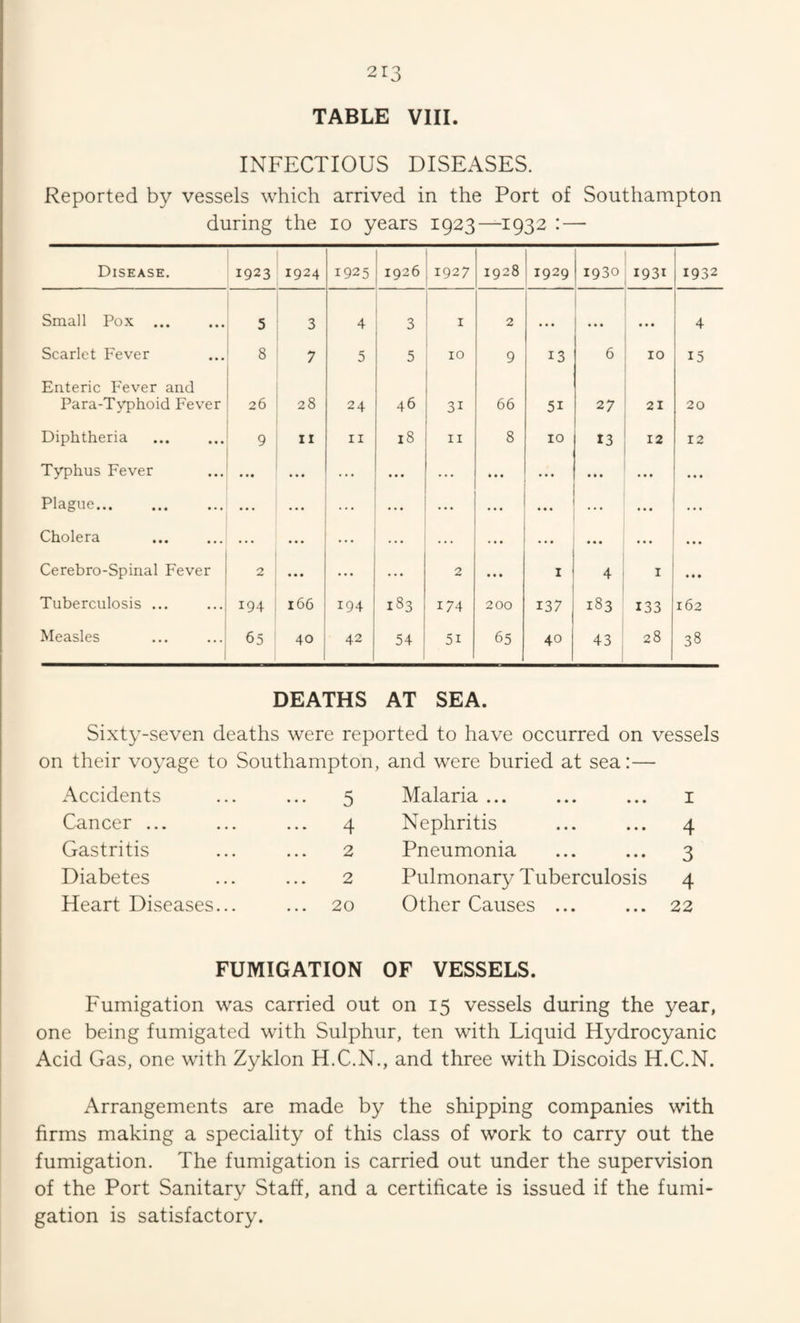 213
TABLE VIII.
INFECTIOUS DISEASES.
Reported by vessels which arrived in the Port of Southampton
during the 10 years 1923—1932 :—
Disease. 1923 1924 1925 1926 1927 1928 1929 1930 1931 1932
Small Pox ... ... 5 3 4 3 1 2 ... ... ... 4
Scarlet Fever ... 8 7 5 5 10 9 13 6 10 15
Enteric Fever and
Para-Typhoid Fever 26 28 24 46 31 66 51 27 21 20
Diphtheria ... ... 9 11 11 18 11 8 10 13 12 12
Typhus Fever ... ... ... ... ... ... ... ... ... ... ...
Plague... ... ... ... ... ... ... ... ... ... ... ... ...
Cholera ... ... ... ... ... ... ... ... ... ... ... ...
Cerebro-Spinal Fever 2 ... ... ... 2 ... 1 4 1 ...
Tuberculosis ... ... 194 166 194 183 174 200 137 183 133 162
Measles ... ... 65 40 42 54 51 65 40 43 28 38
DEATHS AT SEA.
Sixty-seven deaths were reported to have occurred on vessels
on their voyage to Southampton, and were buried at sea:—
Accidents ... ... 5 Malaria ... ... ... 1
Cancer ... ... ... 4 Nephritis ... ... 4
Gastritis ... ... 2 Pneumonia ... ... 3
Diabetes ... ... 2 Pulmonary Tuberculosis 4
Heart Diseases... ... 20 Other Causes ... ... 22
FUMIGATION OF VESSELS.
Fumigation was carried out on 15 vessels during the year,
one being fumigated with Sulphur, ten with Liquid Hydrocyanic
Acid Gas, one with Zyklon H.C.N., and three with Discoids H.C.N.
Arrangements are made by the shipping companies with
firms making a speciality of this class of work to carry out the
fumigation. The fumigation is carried out under the supervision
of the Port Sanitary Staff, and a certificate is issued if the fumi-
gation is satisfactory.